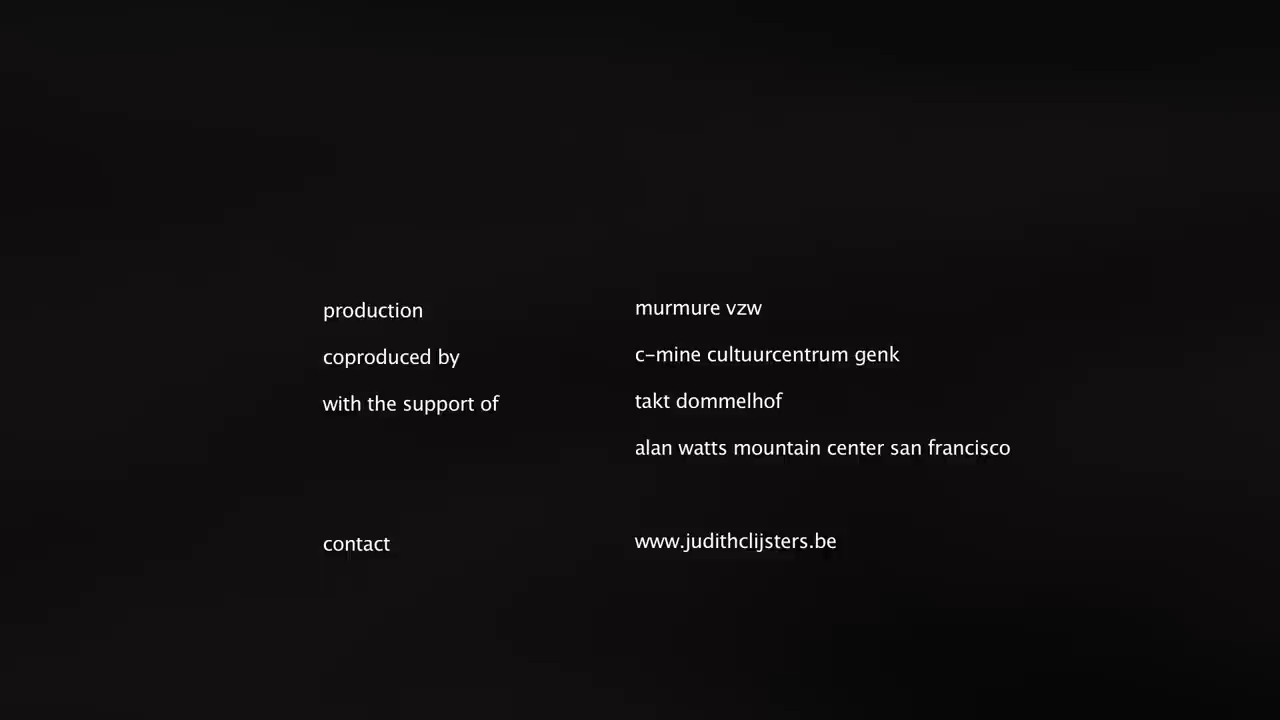 production murmure vzw
coproduced by c-mine cultuurcentrum genk
with the support of takt dommelhof
alan watts mountain center san francisco
contact www.judithclijsters.be